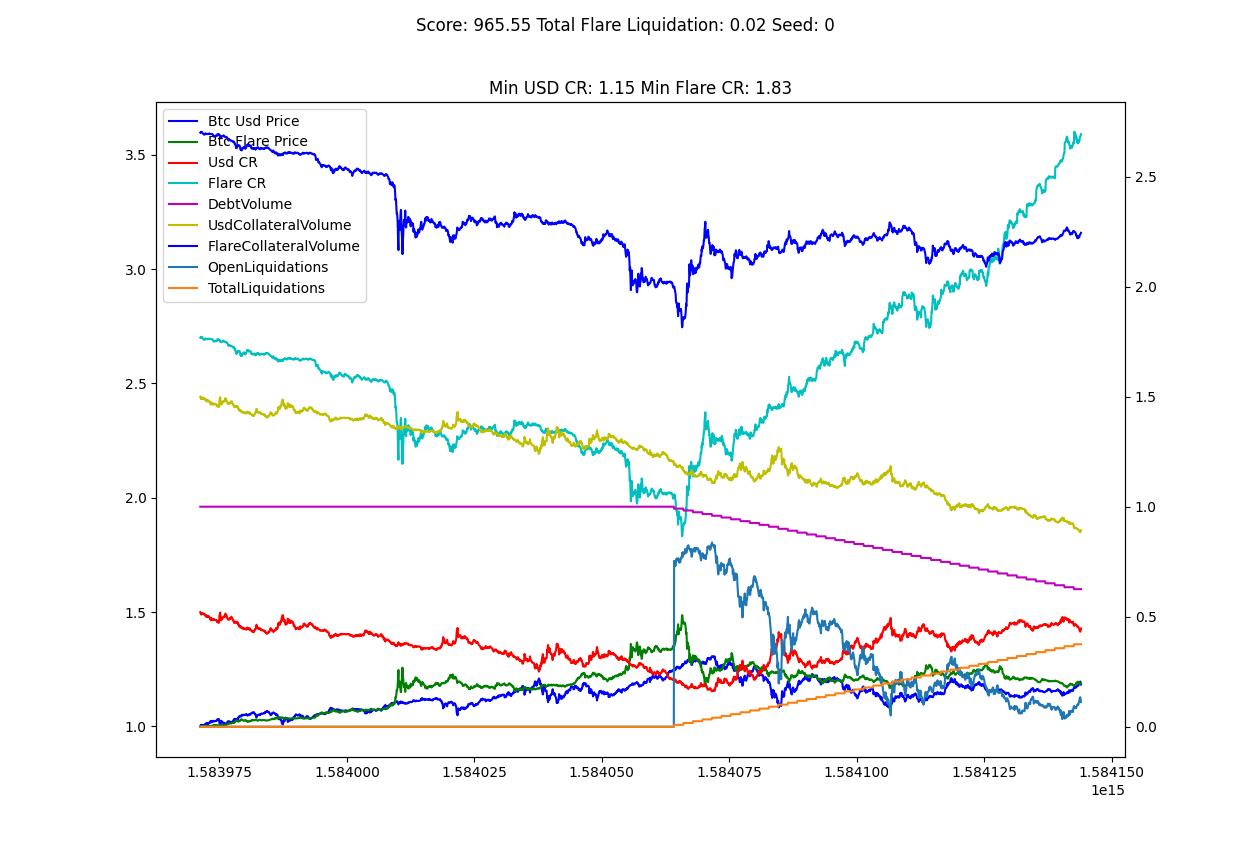 Score: 965.55 Total Flare Liquidation: 0.02 Seed: 0
Min USD CR: 1.15 Min Flare CR: 1.83
Btc Usd Price
Btc Flare Price
Usd CR
Flare CR
DebtVolume
UsdCollateralVolume
FlareCollateralVolume
OpenLiquidations
TotalLiquidations
3.5
3.0
2.5
2.0
1.5
1.0
2.5
2.0
1.5
1.0
0.5
0.0
1.583975 1.584000 1.584025 1.584050 1.584075 1.584100 1.584125 1.584150
1e15